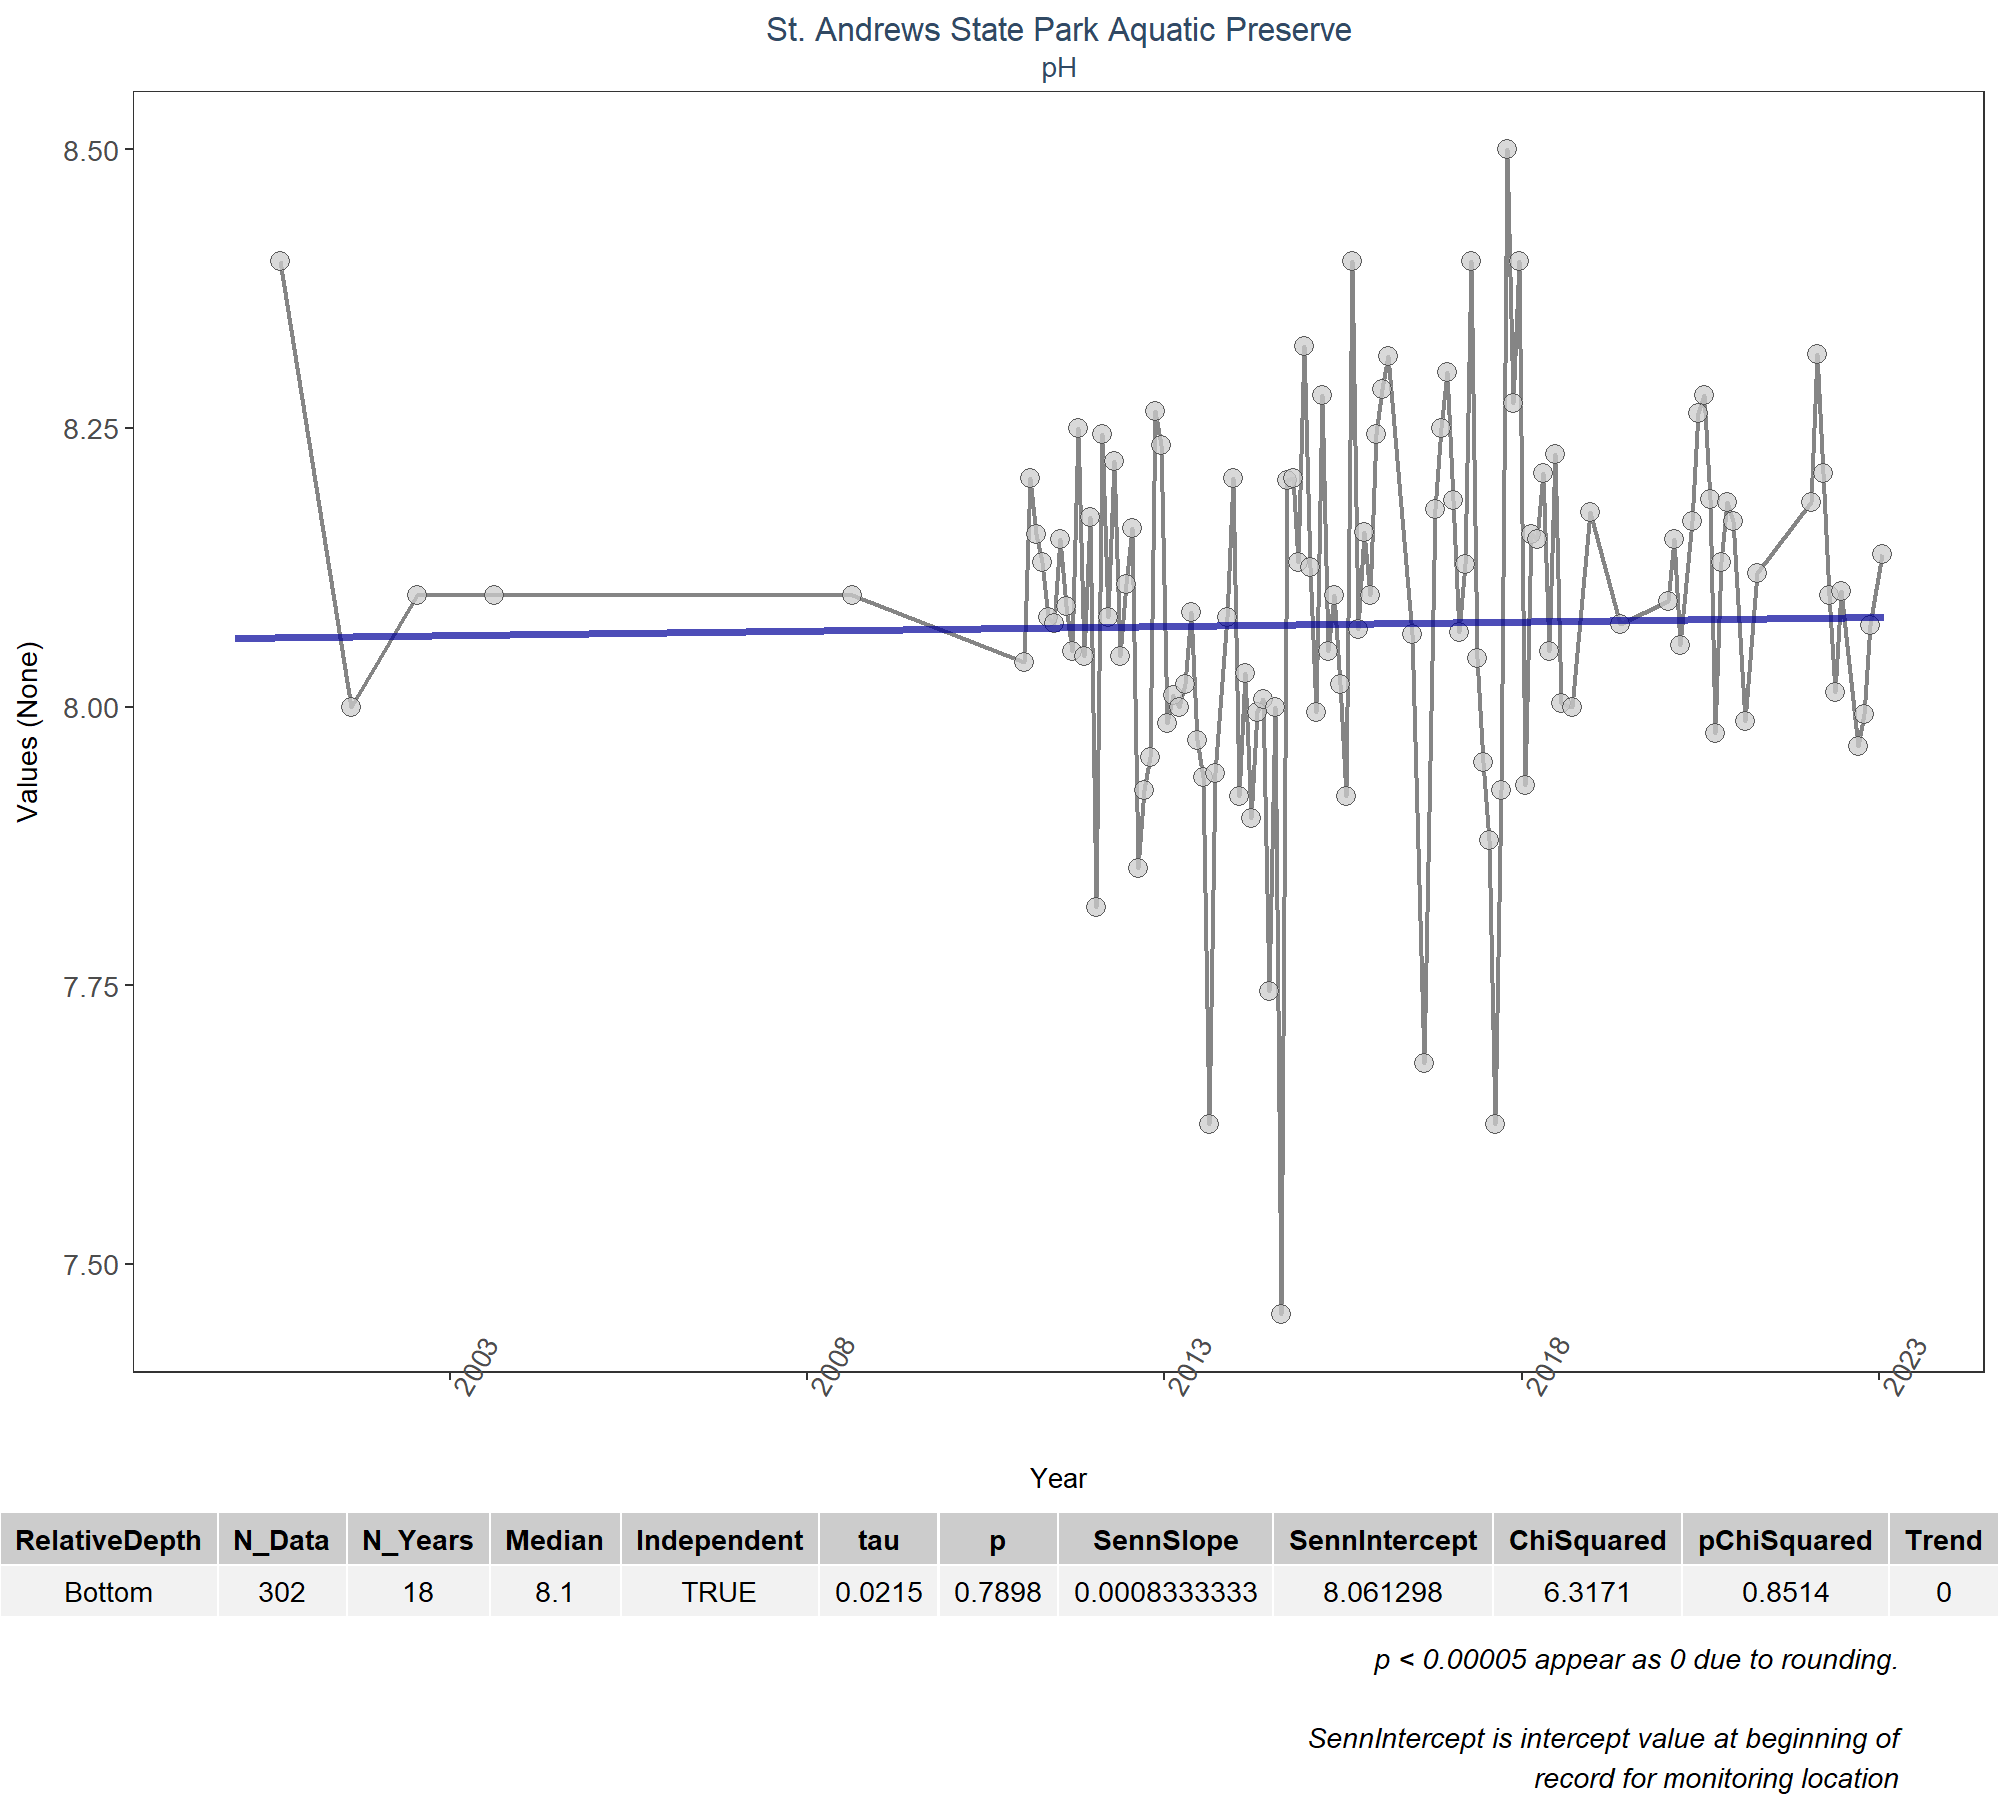 St. Andrews State Park Aquatic Preserve
pH
8.50
8.25
8.00
7.75
7.50
Values (None)
2003
2008
2013
2018
2023
Year
RelativeDepth N_Data N_Years Median Independent tau p SennSlope SennIntercept ChiSquared pChiSquared Trend
Bottom 302 18 8.1 TRUE 0.0215 0.7898 0.0008333333 8.061298 6.3171 0.8514 0
p < 0.00005 appear as 0 due to rounding.
SennIntercept is intercept value at beginning of
record for monitoring location